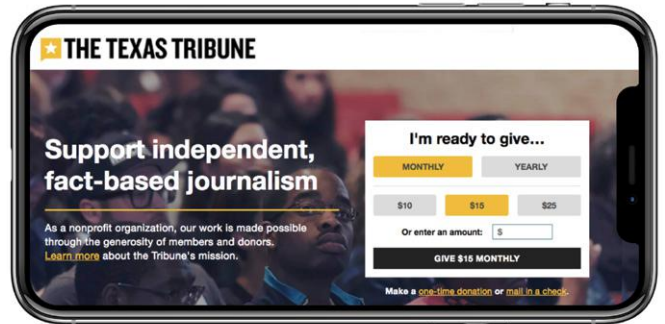 THE TEXAS TRIBUNE
Support independent,
fact-based journalism
As a nonprofit organization, our work is made possible
through the generosity of members and donors.
Learn more about the Tribune's mission.
I'm ready to give...
MONTHLY YEARLY
$10 $15 $25
Or enter an amount: $
GIVE $15 MONTHLY
Make a one-time donation or mail in a check.